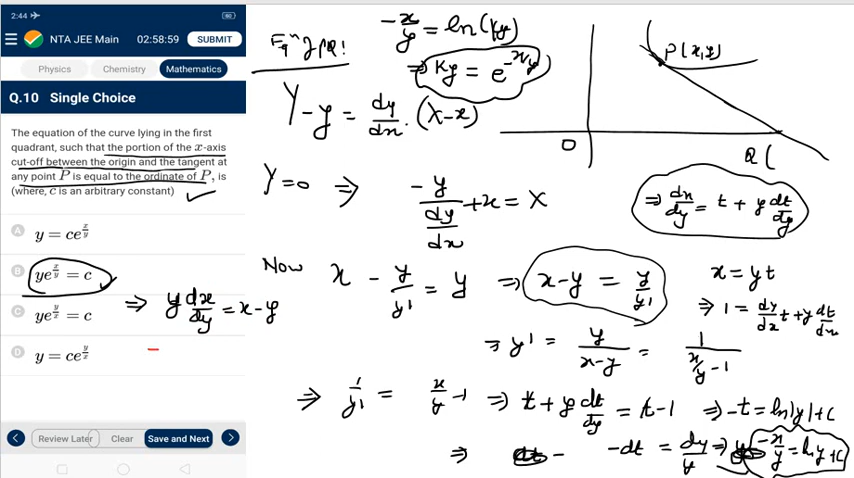 2:44
NTA JEE Main
02:58:59
SUBMIT
Physics
Chemistry
Mathematics
Q.10 Single Choice
The equation of the curve lying in the first
quadrant, such that the portion of the x-axis
cut-off between the origin and the tangent at
any point P is equal to the ordinate of P, is
(where, c is an arbitrary constant)
A y = ce^{x/y}
B ye^{x/y} = c
C ye^{y/x} = c
D y = ce^{y/x}
Review Later
Clear
Save and Next
-x/y = ln(ky)
Eqn of PQ!
⇒ ky = e^{-x/y}
Y - y = dy/dx . (X - x)
P(x,y)
O
Q(
Y = 0 ⇒ -y/(dy/dx) + x = X
⇒ dx/dy = t + y dt/dy
Now x - y/y' = y ⇒ x - y = y/y'
x = yt
⇒ 1 = dy/dx t + y dt/dx
⇒ y dx/dy = x - y
⇒ y' = y/(x-y) = 1/(x/y - 1)
⇒ 1/y' = x/y - 1 ⇒ t + y dt/dy = t - 1 ⇒ -t = ln|y| + c
⇒ -dt = dy/y ⇒ -x/y = ln y + c